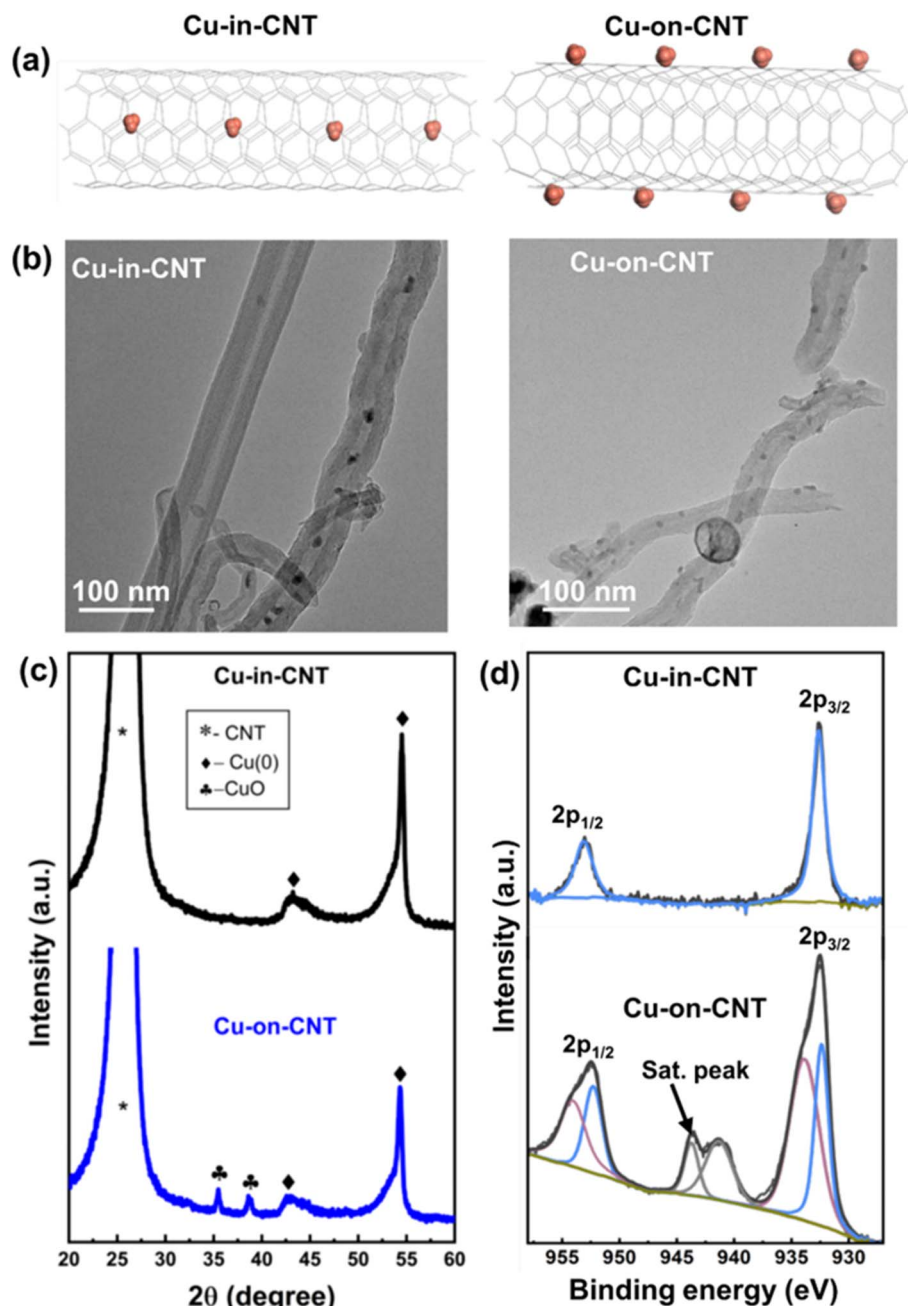 Cu-in-CNT
Cu-on-CNT
(a)
(b)
Cu-in-CNT
100 nm
Cu-on-CNT
100 nm
(c)
Cu-in-CNT
*- CNT
♦– Cu(0)
♣–CuO
*
♦
♦
Cu-on-CNT
*
♣
♣
♦
♦
Intensity (a.u.)
20 25 30 35 40 45 50 55 60
2θ (degree)
(d)
Cu-in-CNT
2p1/2
2p3/2
Cu-on-CNT
2p1/2
Sat. peak
2p3/2
Intensity (a.u.)
955 950 945 940 935 930
Binding energy (eV)